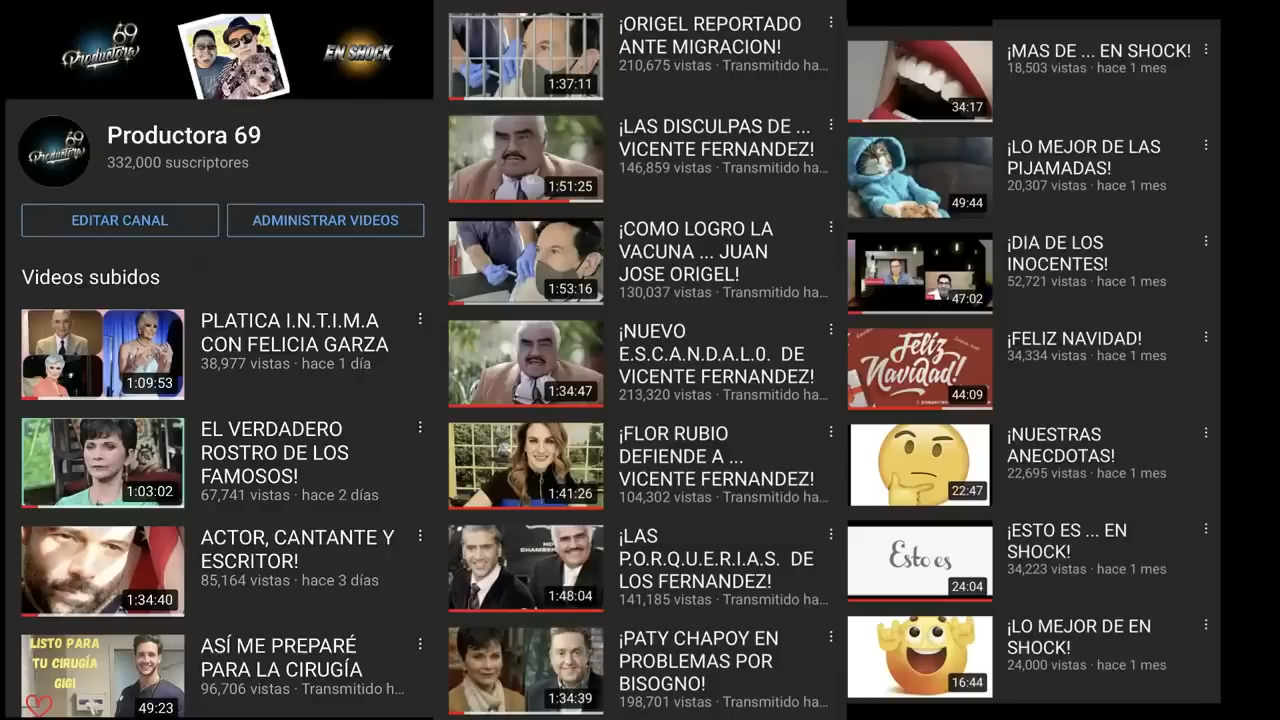 69
Productora
EN SHOCK
69
Productora
Productora 69
332,000 suscriptores
EDITAR CANAL
ADMINISTRAR VIDEOS
Videos subidos
1:09:53
PLATICA I.N.T.I.M.A
CON FELICIA GARZA
38,977 vistas · hace 1 día
1:03:02
EL VERDADERO
ROSTRO DE LOS
FAMOSOS!
67,741 vistas · hace 2 días
1:34:40
ACTOR, CANTANTE Y
ESCRITOR!
85,164 vistas · hace 3 días
LISTO PARA
TU CIRUGÍA
GIGI
49:23
ASÍ ME PREPARÉ
PARA LA CIRUGÍA
96,706 vistas · Transmitido h...
1:37:11
¡ORIGEL REPORTADO
ANTE MIGRACION!
210,675 vistas · Transmitido ha...
1:51:25
¡LAS DISCULPAS DE ...
VICENTE FERNANDEZ!
146,859 vistas · Transmitido ha...
1:53:16
¡COMO LOGRO LA
VACUNA ... JUAN
JOSE ORIGEL!
130,037 vistas · Transmitido ha...
1:34:47
¡NUEVO
E.S.C.A.N.D.A.L.0. DE
VICENTE FERNANDEZ!
213,320 vistas · Transmitido ha...
1:41:26
¡FLOR RUBIO
DEFIENDE A ...
VICENTE FERNANDEZ!
104,302 vistas · Transmitido ha...
CHAMBER
1:48:04
¡LAS
P.O.R.Q.U.E.R.I.A.S. DE
LOS FERNANDEZ!
141,185 vistas · Transmitido ha...
1:34:39
¡PATY CHAPOY EN
PROBLEMAS POR
BISOGNO!
198,701 vistas · Transmitido ha...
34:17
¡MAS DE ... EN SHOCK!
18,503 vistas · hace 1 mes
49:44
¡LO MEJOR DE LAS
PIJAMADAS!
20,307 vistas · hace 1 mes
47:02
¡DIA DE LOS
INOCENTES!
52,721 vistas · hace 1 mes
Feliz
Navidad!
44:09
¡FELIZ NAVIDAD!
34,334 vistas · hace 1 mes
22:47
¡NUESTRAS
ANECDOTAS!
22,695 vistas · hace 1 mes
Esto es
24:04
¡ESTO ES ... EN
SHOCK!
34,223 vistas · hace 1 mes
16:44
¡LO MEJOR DE EN
SHOCK!
24,000 vistas · hace 1 mes